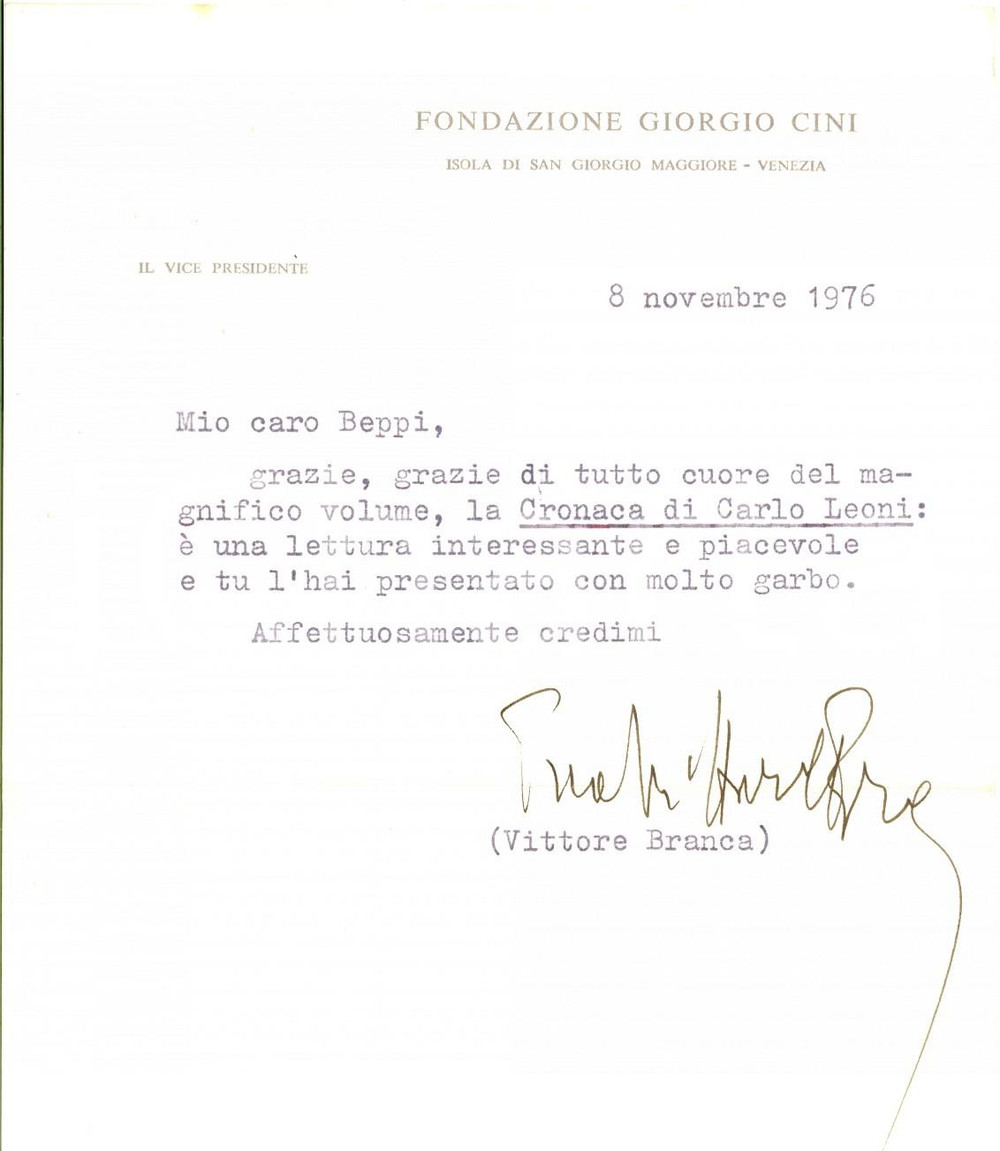 FONDAZIONE GIORGIO CINI
ISOLA DI SAN GIORGIO MAGGIORE - VENEZIA
IL VICE PRESIDENTE
8 novembre 1976
Mio caro Beppi,
grazie, grazie di tutto cuore del ma-
gnifico volume, la Cronaca di Carlo Leoni:
è una lettura interessante e piacevole
e tu l'hai presentato con molto garbo.
Affettuosamente credimi
(Vittore Branca)